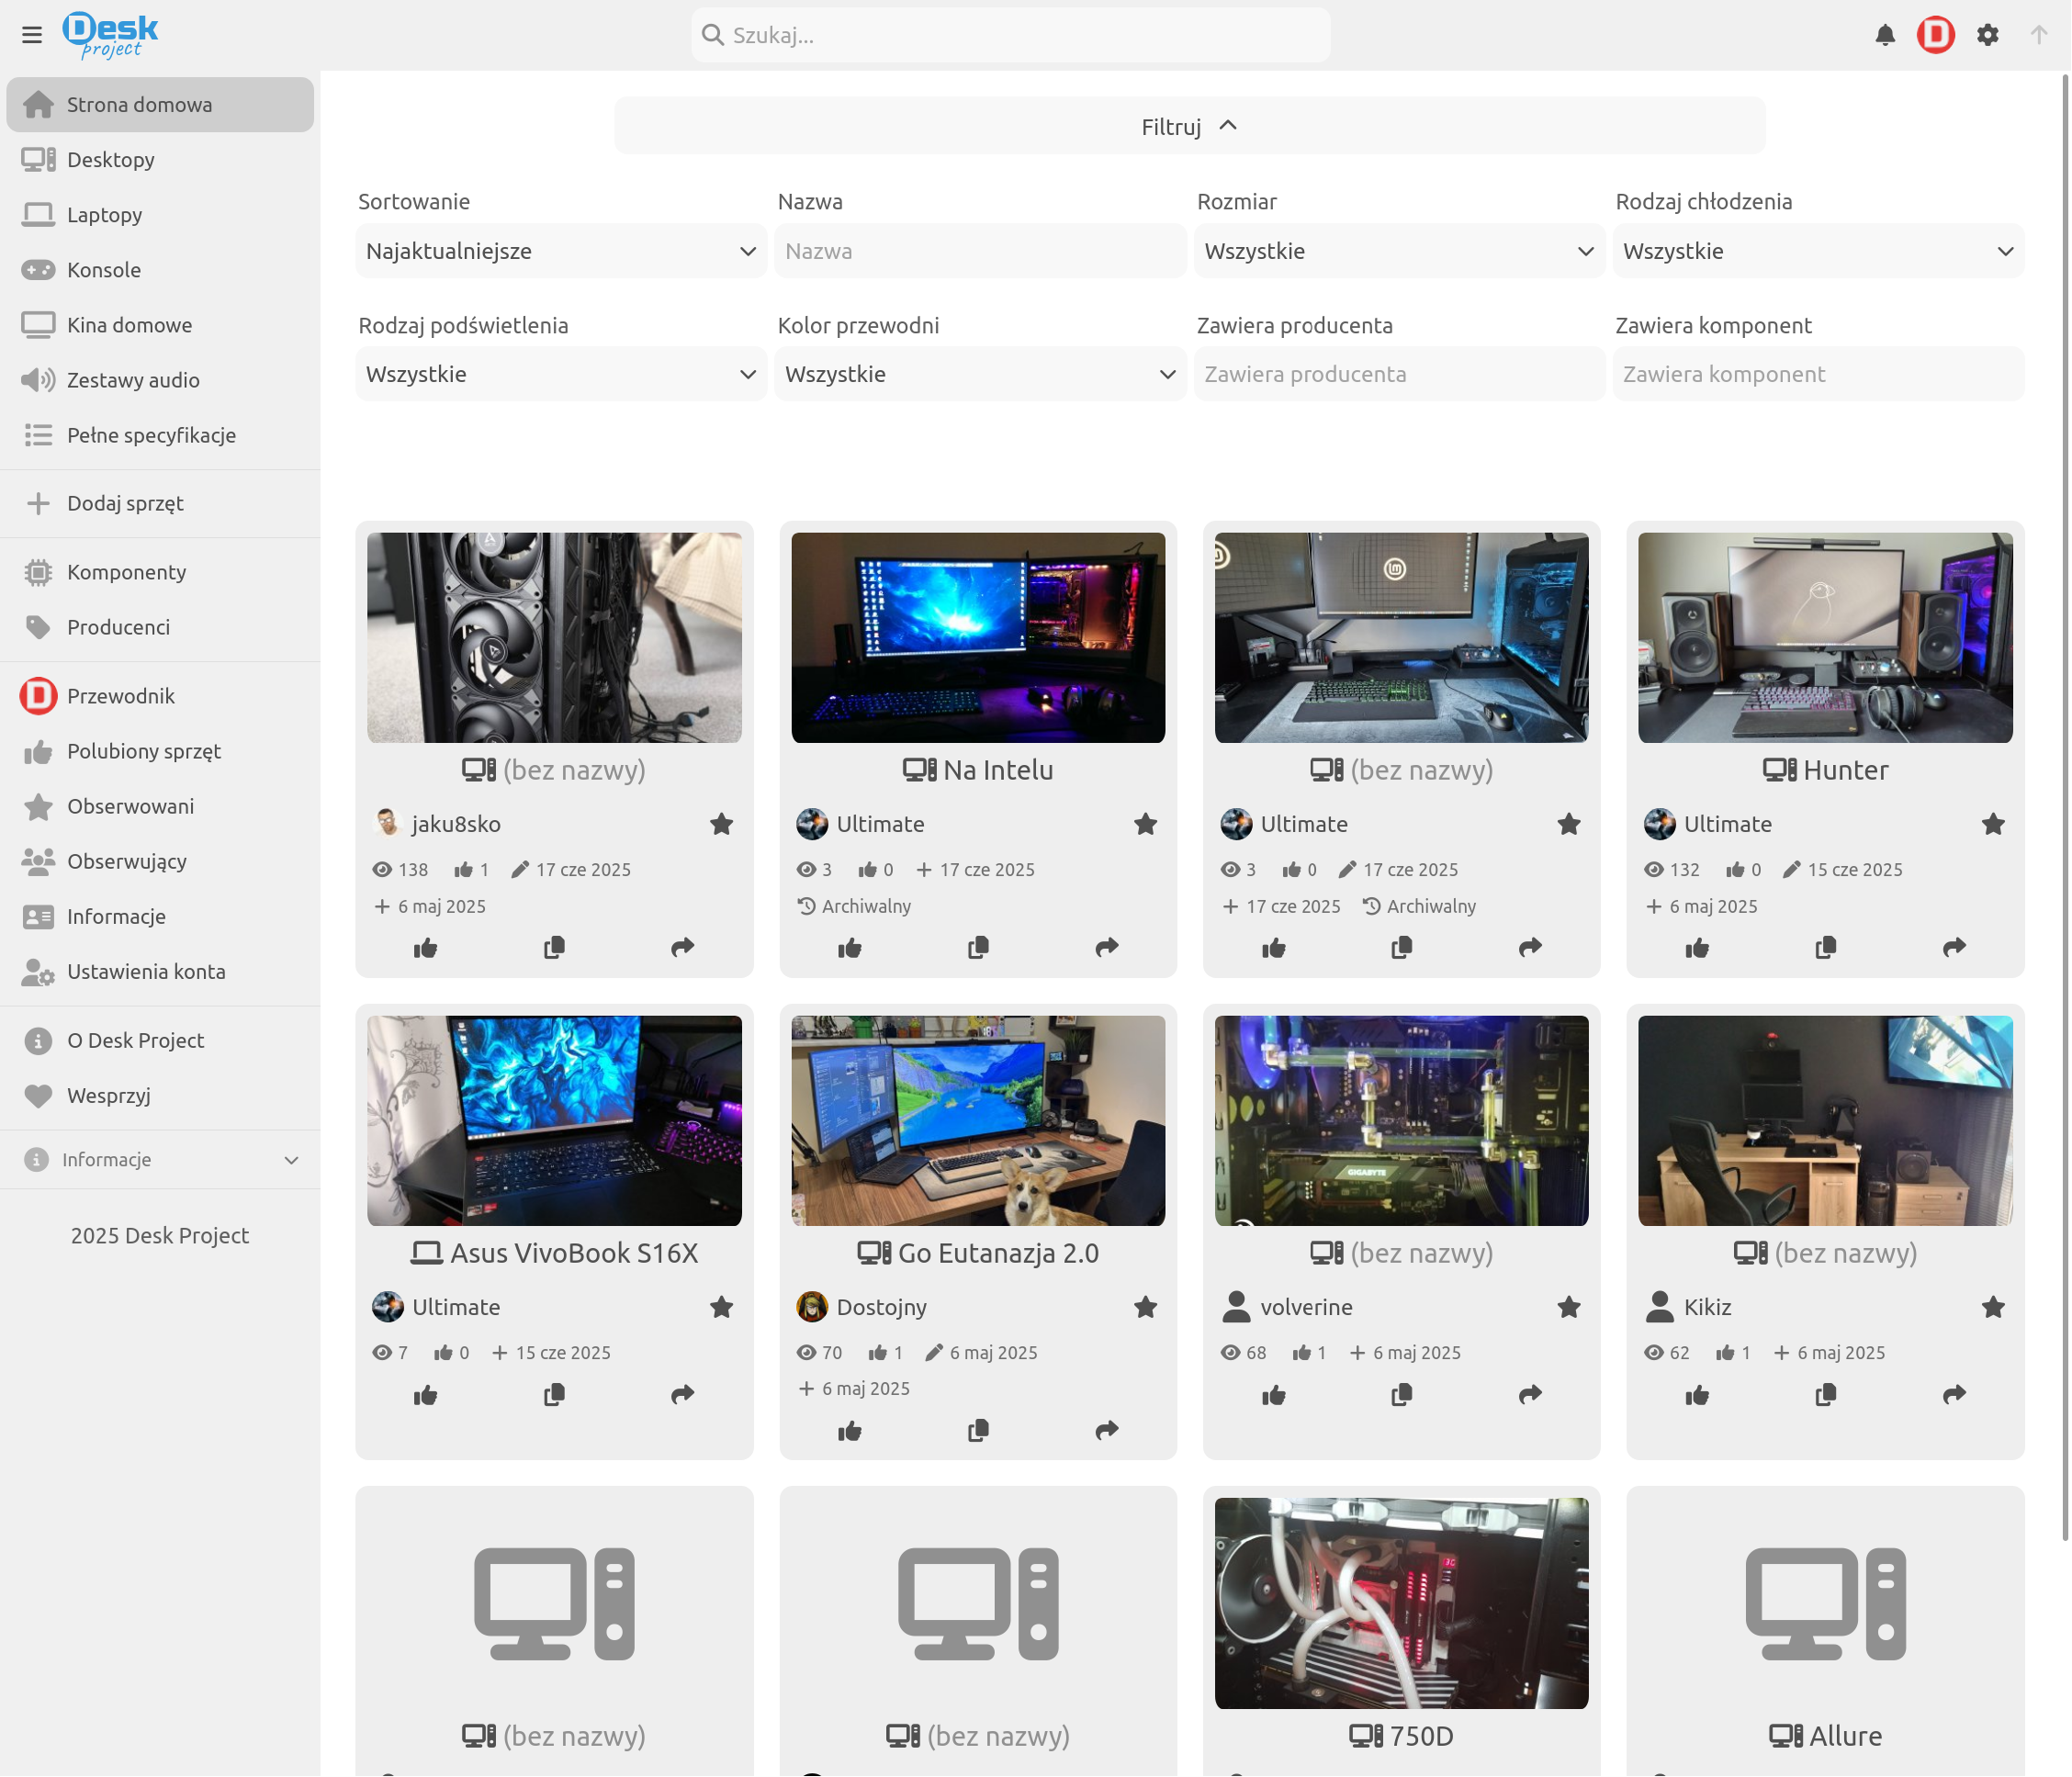 Desk
project
Szukaj...
Strona domowa
Desktopy
Laptopy
Konsole
Kina domowe
Zestawy audio
Pełne specyfikacje
Dodaj sprzęt
Komponenty
Producenci
D Przewodnik
Polubiony sprzęt
Obserwowani
Obserwujący
Informacje
Ustawienia konta
O Desk Project
Wesprzyj
Informacje
2025 Desk Project
D
Filtruj
Sortowanie
Najaktualniejsze
Nazwa
Nazwa
Rozmiar
Wszystkie
Rodzaj chłodzenia
Wszystkie
Rodzaj podświetlenia
Wszystkie
Kolor przewodni
Wszystkie
Zawiera producenta
Zawiera producenta
Zawiera komponent
Zawiera komponent
(bez nazwy)
jaku8sko
138 1 17 cze 2025
6 maj 2025
Na Intelu
Ultimate
3 0 17 cze 2025
Archiwalny
(bez nazwy)
Ultimate
3 0 17 cze 2025
17 cze 2025 Archiwalny
Hunter
Ultimate
132 0 15 cze 2025
6 maj 2025
Asus VivoBook S16X
Ultimate
7 0 15 cze 2025
Go Eutanazja 2.0
Dostojny
70 1 6 maj 2025
6 maj 2025
GIGABYTE
(bez nazwy)
volverine
68 1 6 maj 2025
(bez nazwy)
Kikiz
62 1 6 maj 2025
(bez nazwy)
(bez nazwy)
750D
Allure